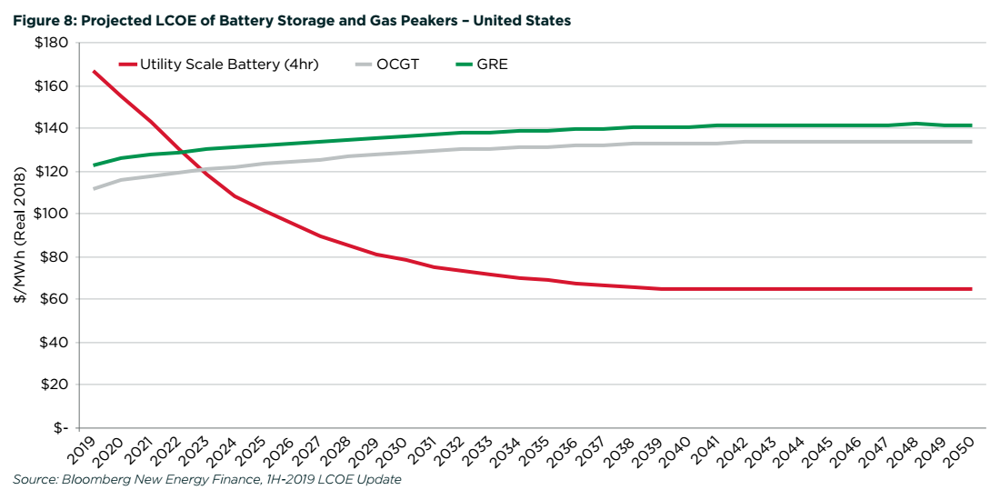 Figure 8: Projected LCOE of Battery Storage and Gas Peakers – United States
$180
Utility Scale Battery (4hr) OCGT GRE
$160
$140
$120
$100
$80
$60
$40
$20
$-
$/MWh (Real 2018)
2019 2020 2021 2022 2023 2024 2025 2026 2027 2028 2029 2030 2031 2032 2033 2034 2035 2036 2037 2038 2039 2040 2041 2042 2043 2044 2045 2046 2047 2048 2049 2050
Source: Bloomberg New Energy Finance, 1H-2019 LCOE Update